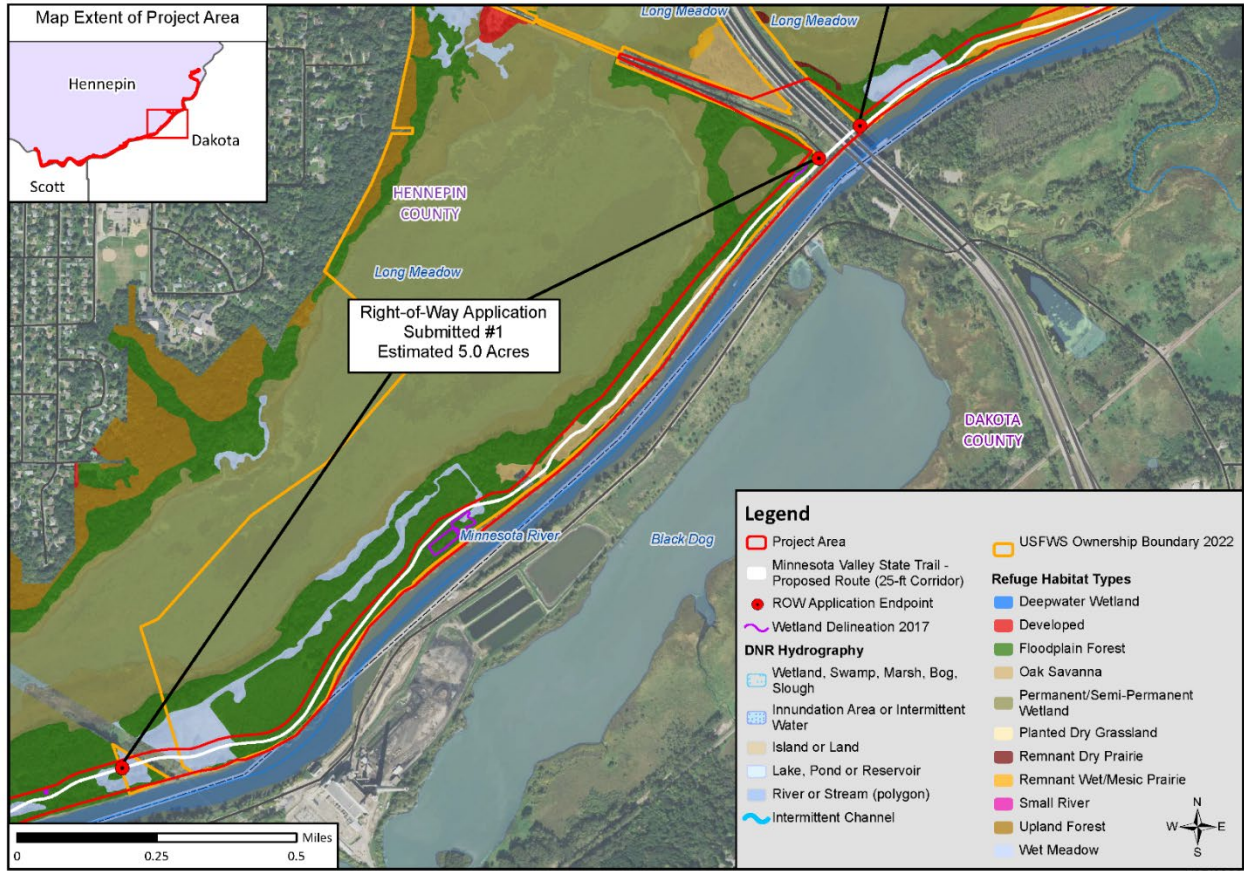 Map Extent of Project Area
Hennepin
Dakota
Scott
Long Meadow
Long Meadow
HENNEPIN
COUNTY
Long Meadow
Right-of-Way Application
Submitted #1
Estimated 5.0 Acres
DAKOTA
COUNTY
Minnesota River
Black Dog
Legend
Project Area
Minnesota Valley State Trail -
Proposed Route (25-ft Corridor)
ROW Application Endpoint
Wetland Delineation 2017
DNR Hydrography
Wetland, Swamp, Marsh, Bog,
Slough
Innundation Area or Intermittent
Water
Island or Land
Lake, Pond or Reservoir
River or Stream (polygon)
Intermittent Channel
USFWS Ownership Boundary 2022
Refuge Habitat Types
Deepwater Wetland
Developed
Floodplain Forest
Oak Savanna
Permanent/Semi-Permanent
Wetland
Planted Dry Grassland
Remnant Dry Prairie
Remnant Wet/Mesic Prairie
Small River
Upland Forest
Wet Meadow
N
W E
S
Miles
0 0.25 0.5